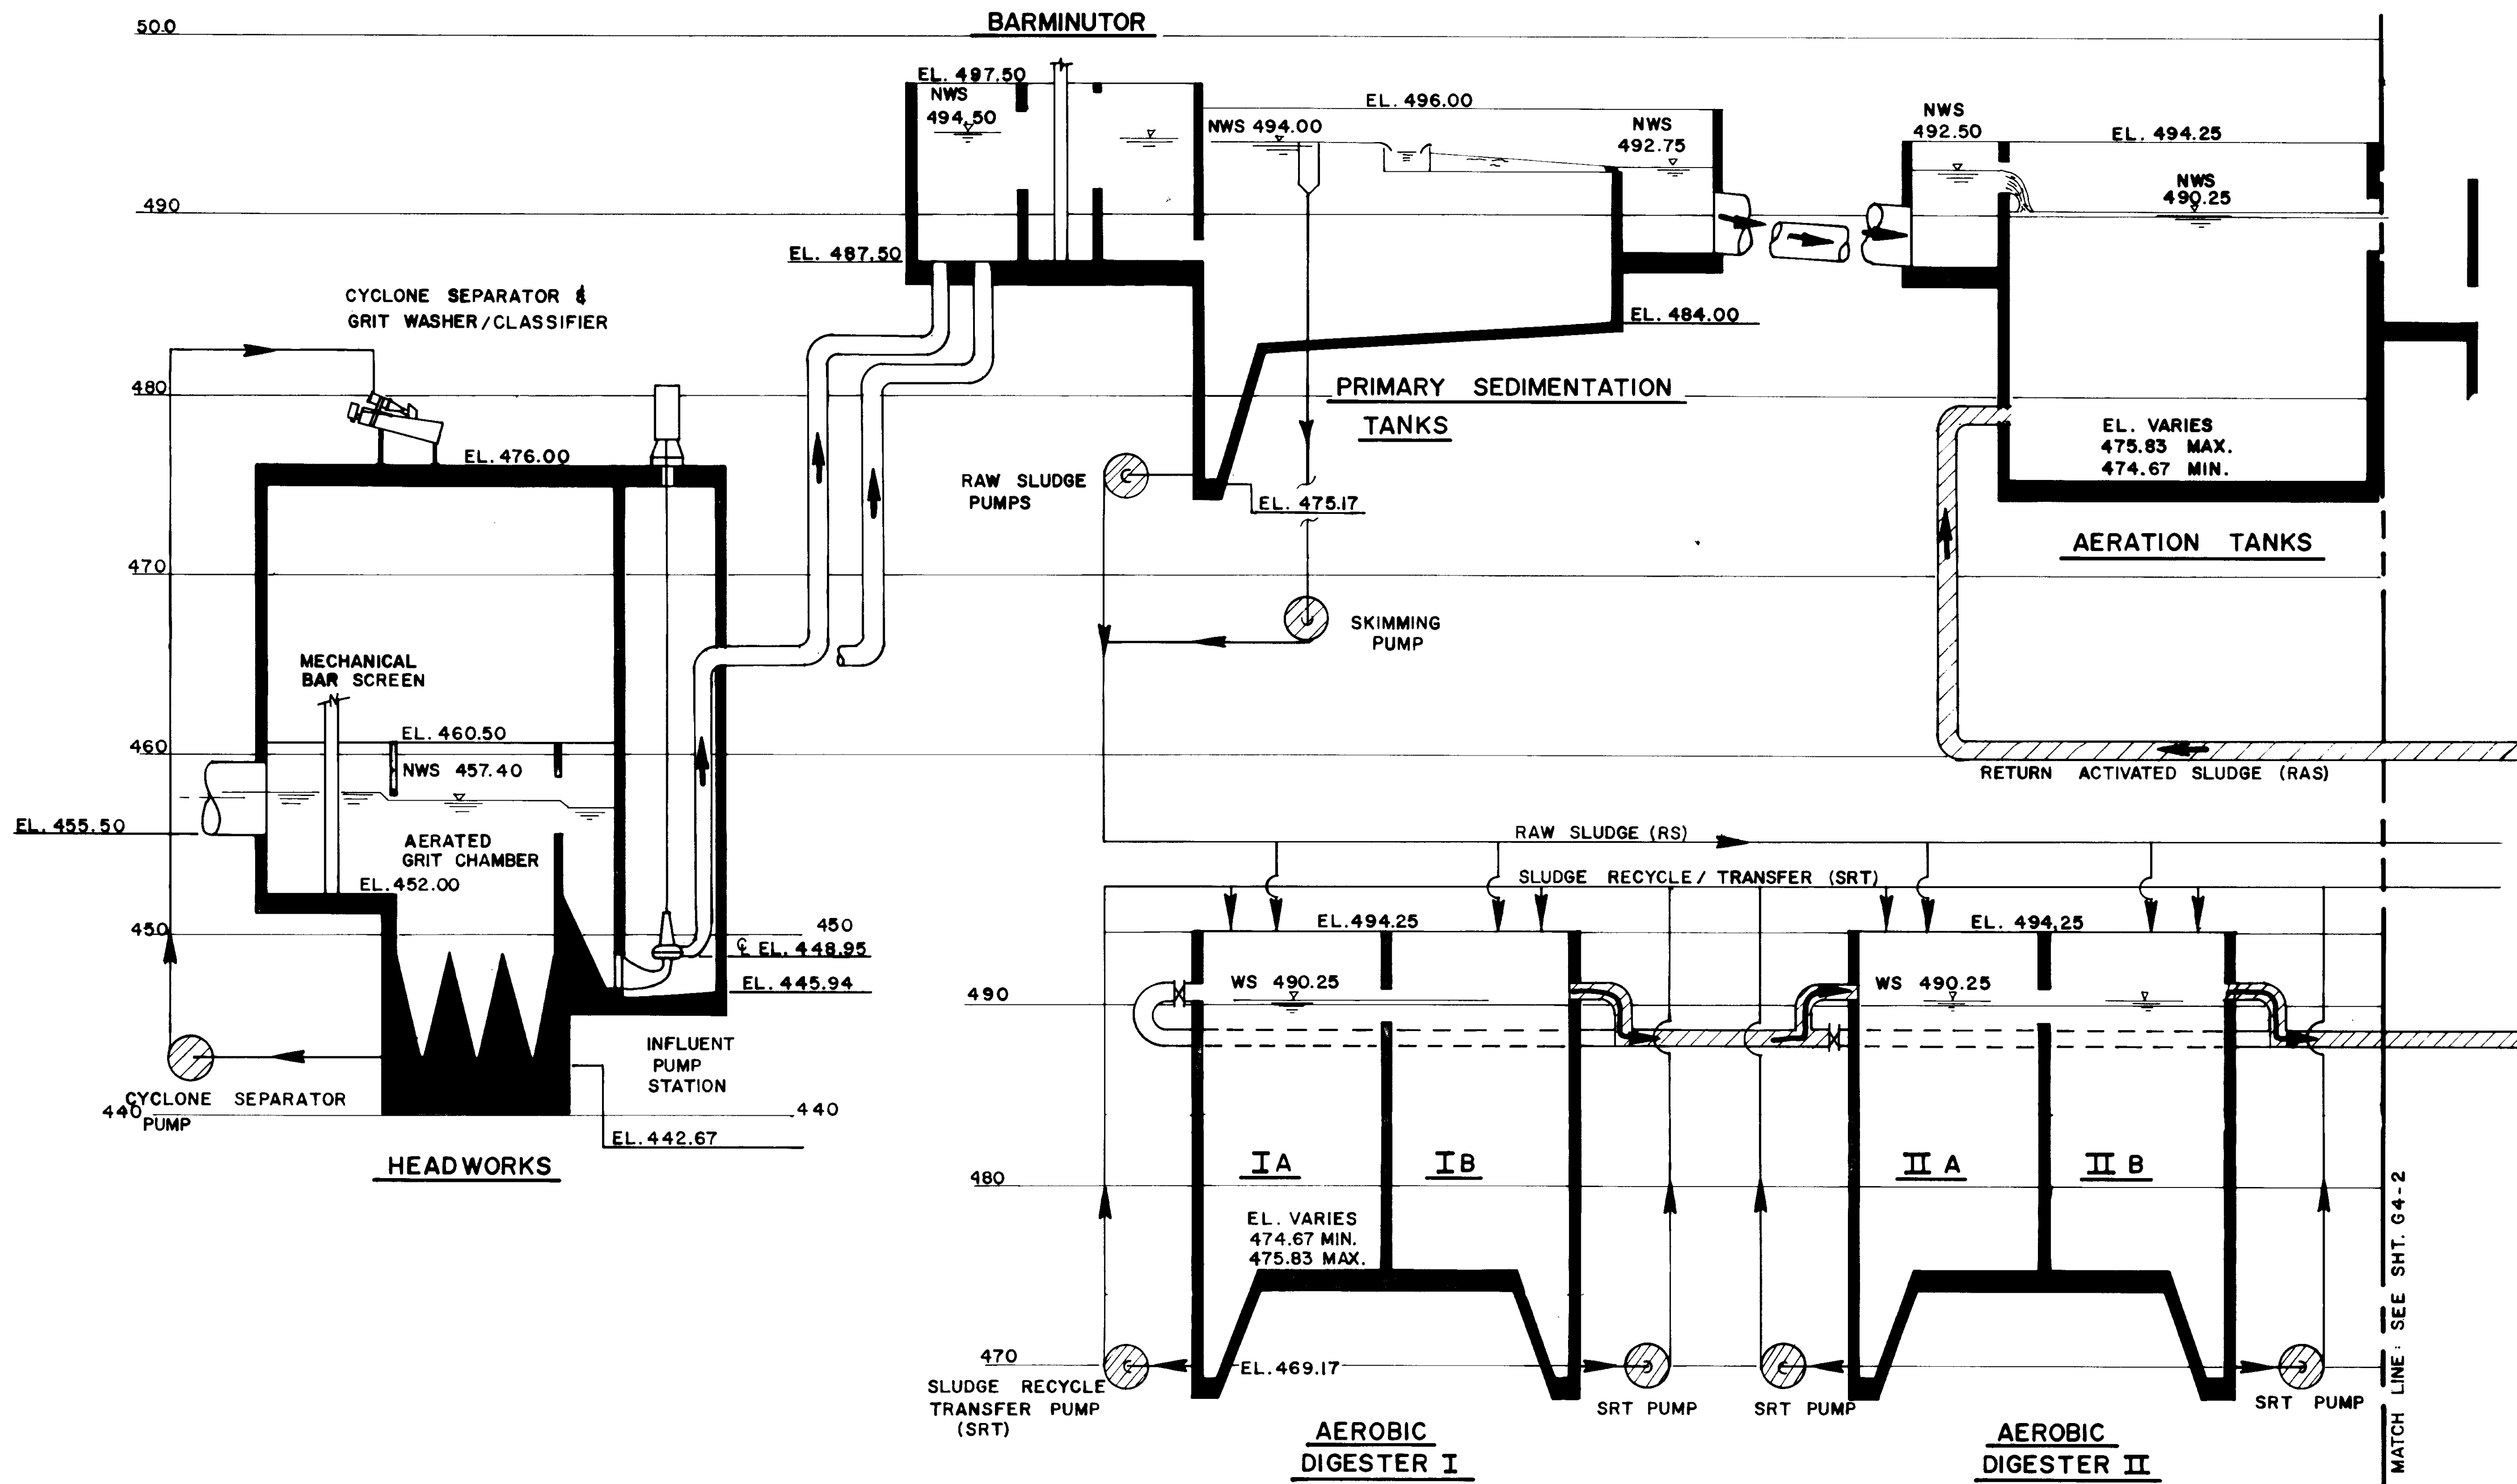 BARMINUTOR
500
EL. 497.50
NWS
494.50
EL. 496.00
NWS 494.00
NWS
492.75
NWS
492.50
EL. 494.25
NWS
490.25
490
EL. 487.50
EL. 484.00
CYCLONE SEPARATOR &
GRIT WASHER/CLASSIFIER
480
PRIMARY SEDIMENTATION
TANKS
EL. VARIES
475.83 MAX.
474.67 MIN.
EL. 476.00
RAW SLUDGE
PUMPS
EL. 475.17
AERATION TANKS
470
SKIMMING
PUMP
MECHANICAL
BAR SCREEN
EL. 460.50
460
NWS 457.40
RETURN ACTIVATED SLUDGE (RAS)
EL. 455.50
AERATED
GRIT CHAMBER
EL. 452.00
RAW SLUDGE (RS)
SLUDGE RECYCLE/ TRANSFER (SRT)
450
450
℄ EL. 448.95
EL. 445.94
EL. 494.25
EL. 494.25
WS 490.25
WS 490.25
490
INFLUENT
PUMP
STATION
CYCLONE SEPARATOR
PUMP
440
440
EL. 442.67
HEADWORKS
I A
I B
II A
II B
480
EL. VARIES
474.67 MIN.
475.83 MAX.
470
EL. 469.17
SLUDGE RECYCLE
TRANSFER PUMP
(SRT)
SRT PUMP
SRT PUMP
SRT PUMP
AEROBIC
DIGESTER I
AEROBIC
DIGESTER II
MATCH LINE: SEE SHT. G4-2